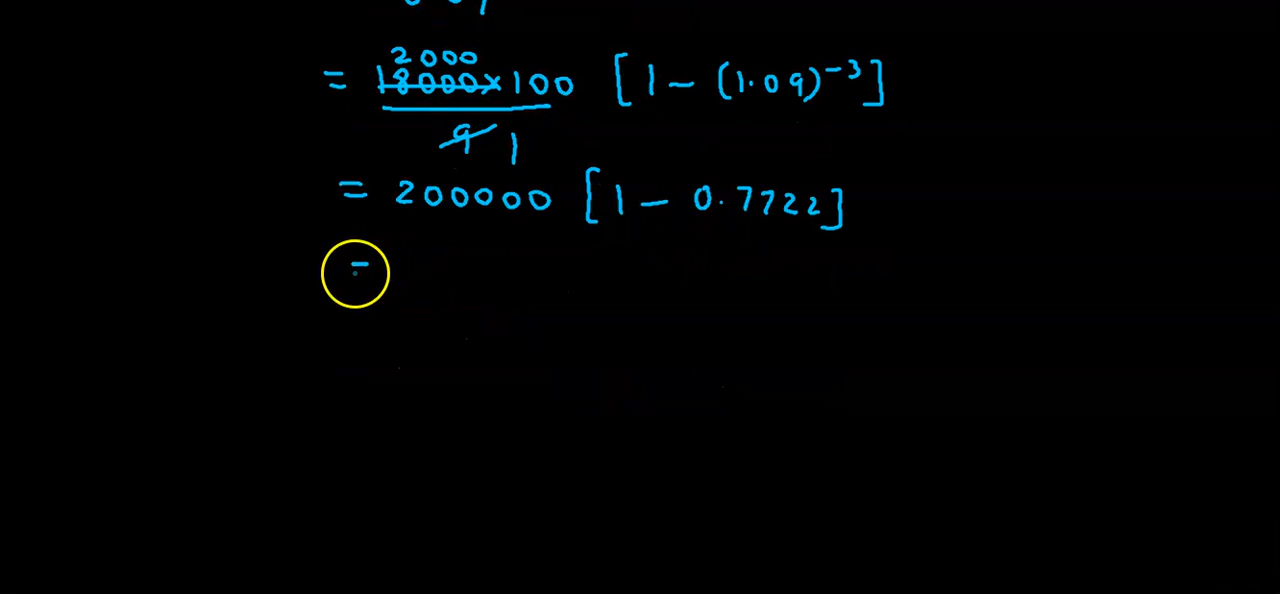 2000
= 18000 × 100 [1 - (1.09)⁻³]
9 1
= 200000 [1 - 0.7722]
=